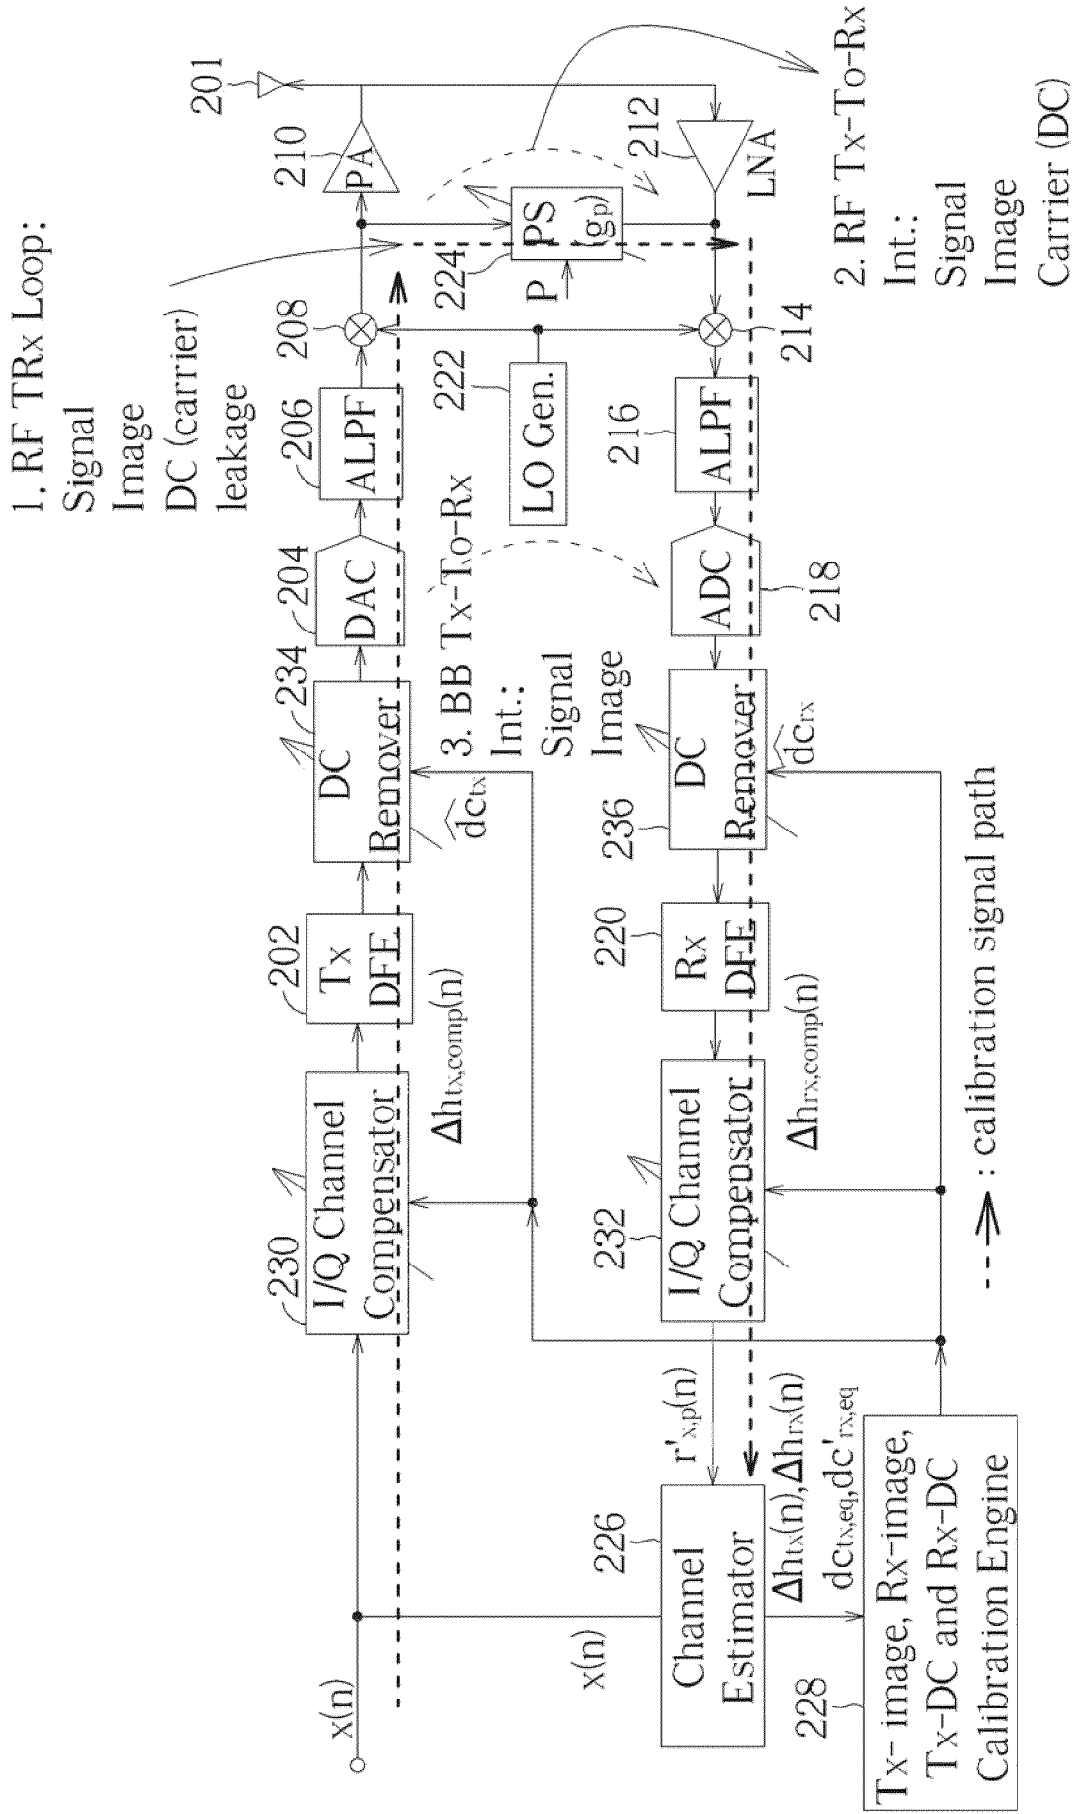 1. RF TRx Loop:
Signal
Image
DC (carrier)
leakage
201
210
PA
208
206
ALPF
204
DAC
234
DC
Remover
d̂ctx
202
Tx
DFE
Δhtx,comp(n)
230
I/Q Channel
Compensator
x(n)
224
PS
(gp)
P
222
LO Gen.
3. BB Tx-To-Rx
Int.:
Signal
Image
212
LNA
214
216
ALPF
218
ADC
236
DC
Remover
d̂crx
220
Rx
DFE
Δhrx,comp(n)
232
I/Q Channel
Compensator
r'x,p(n)
226
Channel
Estimator
x(n)
Δhtx(n),Δhrx(n)
dctx,eq,dc'rx,eq
228
Tx- image, Rx-image,
Tx-DC and Rx-DC
Calibration Engine
2. RF Tx-To-Rx
Int.:
Signal
Image
Carrier (DC)
: calibration signal path